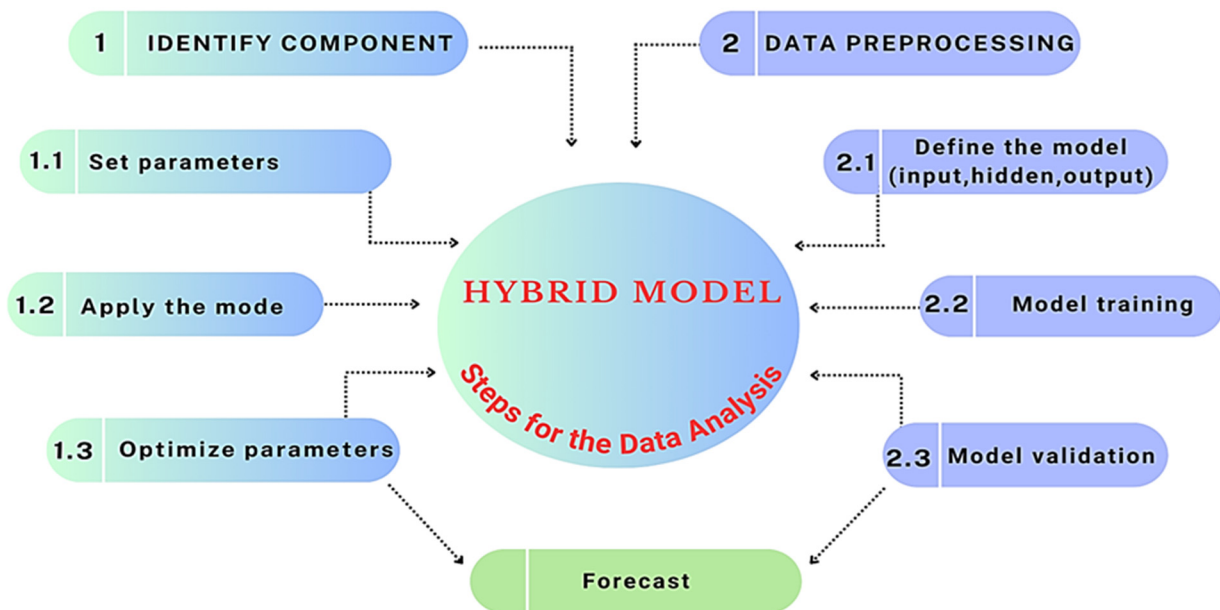 1 IDENTIFY COMPONENT
2 DATA PREPROCESSING
1.1 Set parameters
2.1 Define the model
(input,hidden,output)
HYBRID MODEL
Steps for the Data Analysis
1.2 Apply the mode
2.2 Model training
1.3 Optimize parameters
2.3 Model validation
Forecast